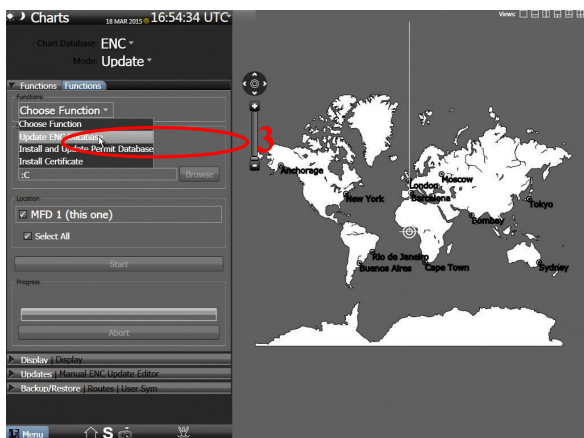 Charts 18 MAR 2015 16:54:34 UTC
Views:
Chart Database: ENC
Mode: Update
Functions Functions
Functions
Choose Function
Choose Function
Update ENC Database
Install and Update Permit Database
Install Certificate
:C Browse
Location
MFD 1 (this one)
Select All
Start
Progress
Abort
Display | Display
Updates | Manual ENC Update Editor
Backup/Restore | Routes | User Sym
Menu S
3
Anchorage
Moscow
London
New York
Barcelona
Tokyo
Bombay
Rio de Janeiro
Buenos Aires
Cape Town
Sydney